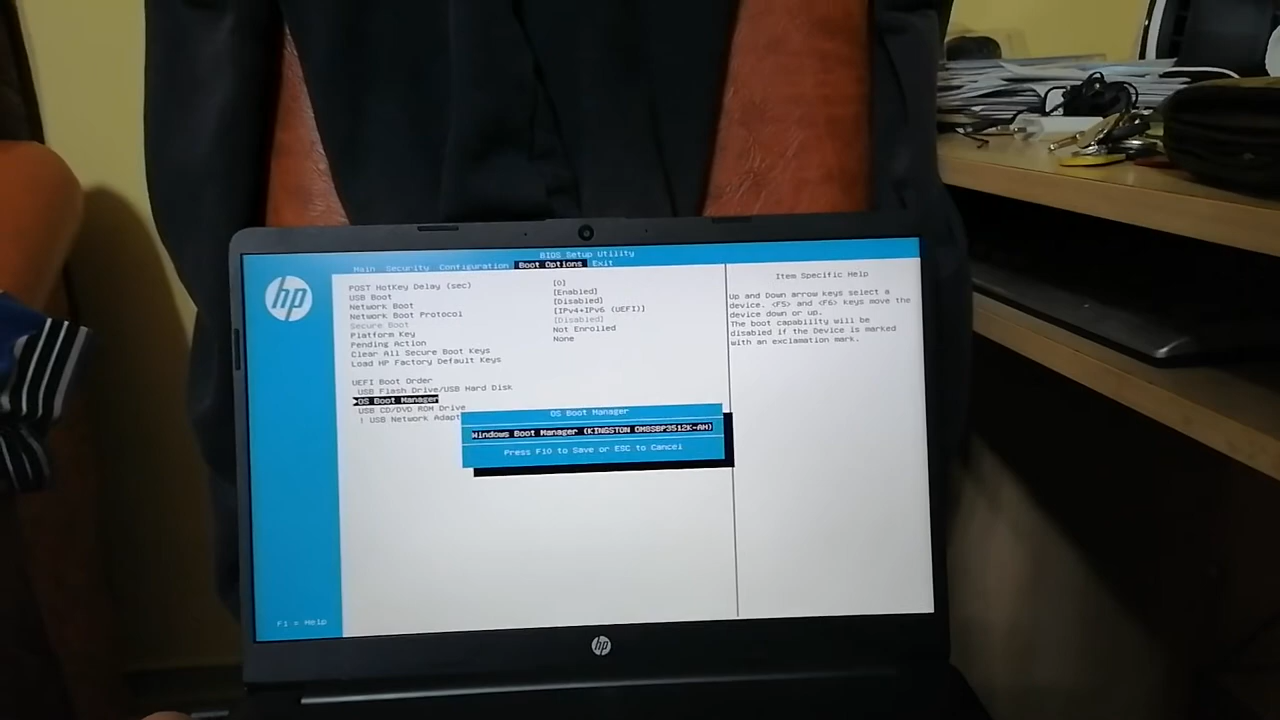 BIOS Setup Utility
Main Security Configuration Boot Options Exit
hp
POST HotKey Delay (sec) [0]
USB Boot [Enabled]
Network Boot [Disabled]
Network Boot Protocol [IPv4+IPv6 (UEFI)]
Secure Boot [Disabled]
Platform Key Not Enrolled
Pending Action None
Clear All Secure Boot Keys
Load HP Factory Default Keys
UEFI Boot Order
USB Flash Drive/USB Hard Disk
▶OS Boot Manager
USB CD/DVD ROM Drive
! USB Network Adapt
OS Boot Manager
Windows Boot Manager (KINGSTON OM8SBP3512K-AH)
Press F10 to Save or ESC to Cancel
Item Specific Help
Up and Down arrow keys select a
device. <F5> and <F6> keys move the
device down or up.
The boot capability will be
disabled if the Device is marked
with an exclamation mark.
F1 = Help
hp